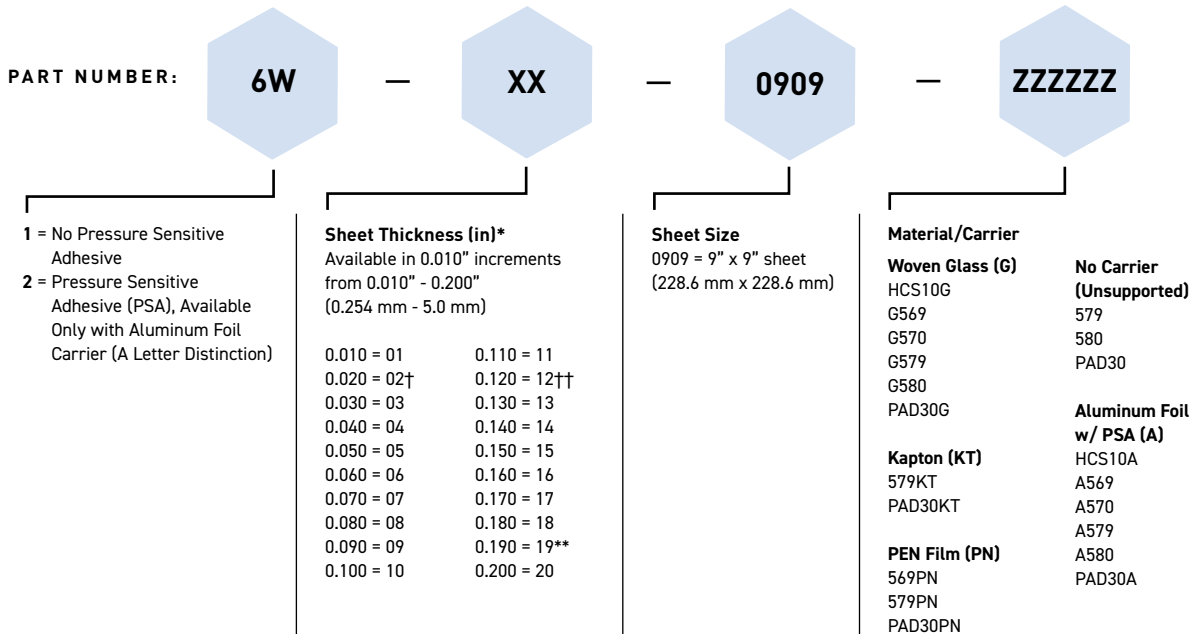 PART NUMBER: 6W — XX — 0909 — ZZZZZZ
1 = No Pressure Sensitive
Adhesive
2 = Pressure Sensitive
Adhesive (PSA), Available
Only with Aluminum Foil
Carrier (A Letter Distinction)
Sheet Thickness (in)*
Available in 0.010” increments
from 0.010” - 0.200”
(0.254 mm - 5.0 mm)
0.010 = 01
0.020 = 02†
0.030 = 03
0.040 = 04
0.050 = 05
0.060 = 06
0.070 = 07
0.080 = 08
0.090 = 09
0.100 = 10
0.110 = 11
0.120 = 12††
0.130 = 13
0.140 = 14
0.150 = 15
0.160 = 16
0.170 = 17
0.180 = 18
0.190 = 19**
0.200 = 20
Sheet Size
0909 = 9” x 9” sheet
(228.6 mm x 228.6 mm)
Material/Carrier
Woven Glass (G)
HCS10G
G569
G570
G579
G580
PAD30G
Kapton (KT)
579KT
PAD30KT
PEN Film (PN)
569PN
579PN
PAD30PN
No Carrier
(Unsupported)
579
580
PAD30
Aluminum Foil
w/ PSA (A)
HCS10A
A569
A570
A579
A580
PAD30A